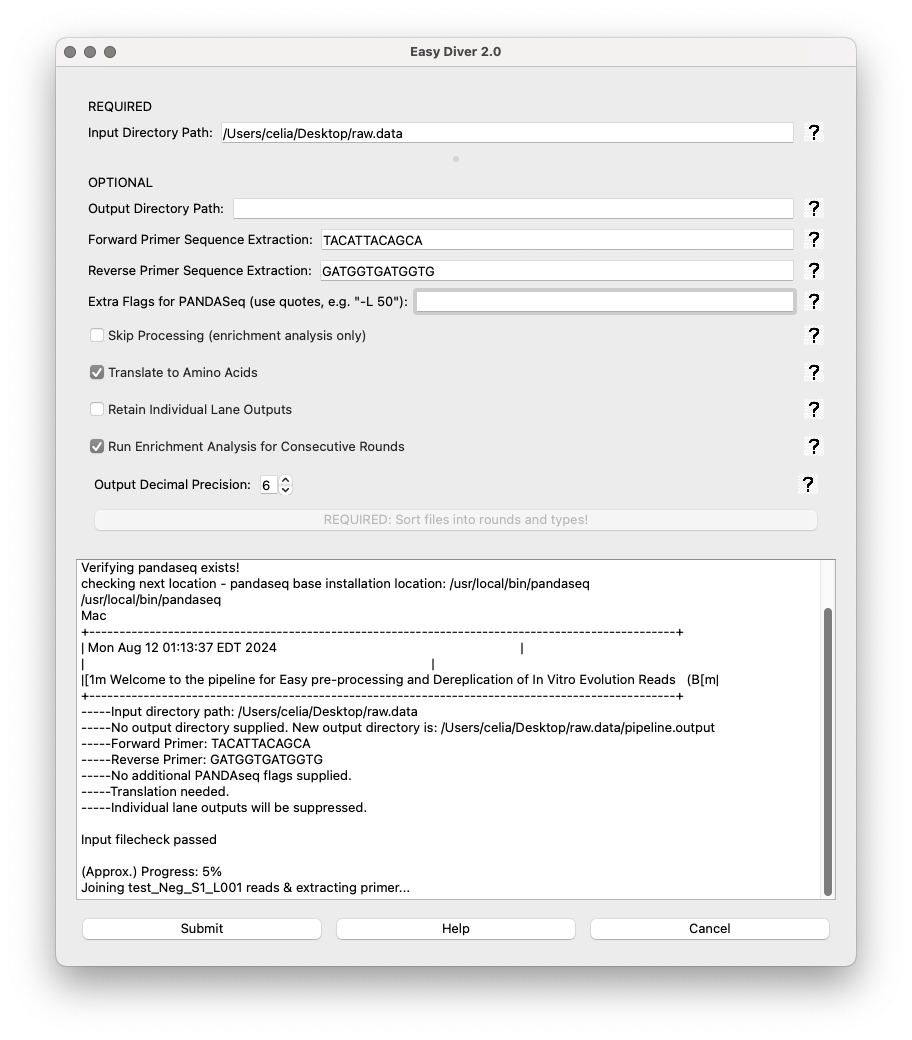 Easy Diver 2.0
REQUIRED
Input Directory Path: /Users/celia/Desktop/raw.data ?
OPTIONAL
Output Directory Path: ?
Forward Primer Sequence Extraction: TACATTACAGCA ?
Reverse Primer Sequence Extraction: GATGGTGATGGTG ?
Extra Flags for PANDASeq (use quotes, e.g. "-L 50"): ?
Skip Processing (enrichment analysis only) ?
Translate to Amino Acids ?
Retain Individual Lane Outputs ?
Run Enrichment Analysis for Consecutive Rounds ?
Output Decimal Precision: 6 ?
REQUIRED: Sort files into rounds and types!
Verifying pandaseq exists!
checking next location - pandaseq base installation location: /usr/local/bin/pandaseq
/usr/local/bin/pandaseq
Mac
+-----------------------------------------------------------------------------------------------+
| Mon Aug 12 01:13:37 EDT 2024 |
| |
|[1m Welcome to the pipeline for Easy pre-processing and Dereplication of In Vitro Evolution Reads (B[m|
+-----------------------------------------------------------------------------------------------+
-----Input directory path: /Users/celia/Desktop/raw.data
-----No output directory supplied. New output directory is: /Users/celia/Desktop/raw.data/pipeline.output
-----Forward Primer: TACATTACAGCA
-----Reverse Primer: GATGGTGATGGTG
-----No additional PANDAseq flags supplied.
-----Translation needed.
-----Individual lane outputs will be suppressed.
Input filecheck passed
(Approx.) Progress: 5%
Joining test_Neg_S1_L001 reads & extracting primer...
Submit Help Cancel